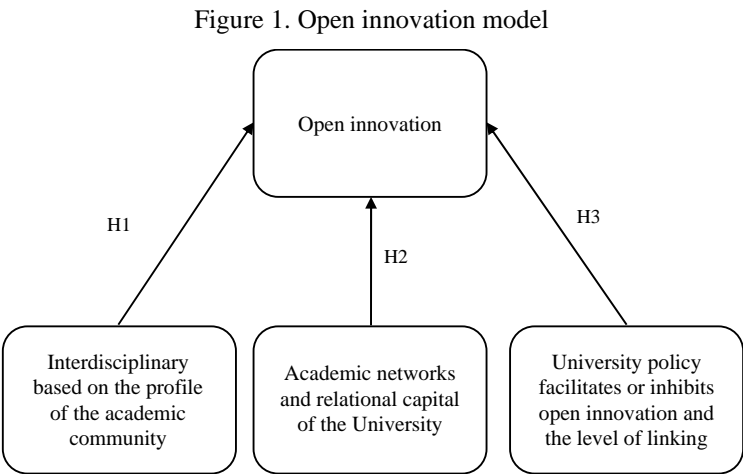 Figure 1. Open innovation model
Open innovation
H1
H2
H3
Interdisciplinary
based on the profile
of the academic
community
Academic networks
and relational capital
of the University
University policy
facilitates or inhibits
open innovation and
the level of linking